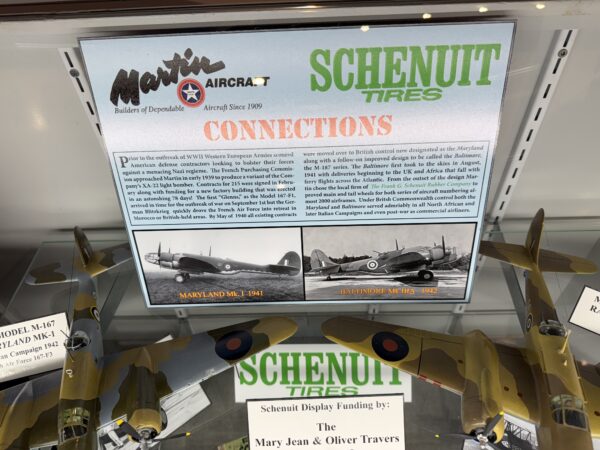 Martin AIRCRAFT
Builders of Dependable Aircraft Since 1909
SCHENUIT
TIRES
CONNECTIONS
Prior to the outbreak of WWII Western European Armies scoured
American defense contractors looking to bolster their forces
against a menacing Nazi regieme. The French Purchasing Commis-
sion approached Martin in early 1939 to produce a variant of the Com-
pany's XA-22 light bomber. Contracts for 215 were signed in Febru-
ary along with funding for a new factory building that was erected
in an astonishing 78 days! The first "Glenns," as the Model 167-F1,
arrived in time for the outbreak of war on September 1st but the Ger-
man Blitzkrieg quickly drove the French Air Force into retreat in
Morocco or British-held areas. By May of 1940 all existing contracts
were moved over to British control now designated as the Maryland
along with a fellow-on improved design to be called the Baltimore,
the M-187 series. The Baltimore first took to the skies in August,
1941 with deliveries beginning to the UK and Africa that fall with
ferry flights across the Atlantic. From the outset of the design Mar-
tin chose the local firm of The Frank G. Schenuit Rubber Company to
proved main and tail wheels for both series of aircraft numbering al-
most 2000 airframes. Under British Commonwealth control both the
Maryland and Baltimore served admriably in all North African and
later Italian Campaigns and even post-war as commercial airliners.
MARYLAND Mk 1 1941
BALTIMORE MK IIIA 1942
MODEL M-167
MARYLAND MK-1
Campaign 1942
Air Force 167-F3
SCHENUIT
TIRES
Schenuit Display Funding by:
The
Mary Jean & Oliver Travers